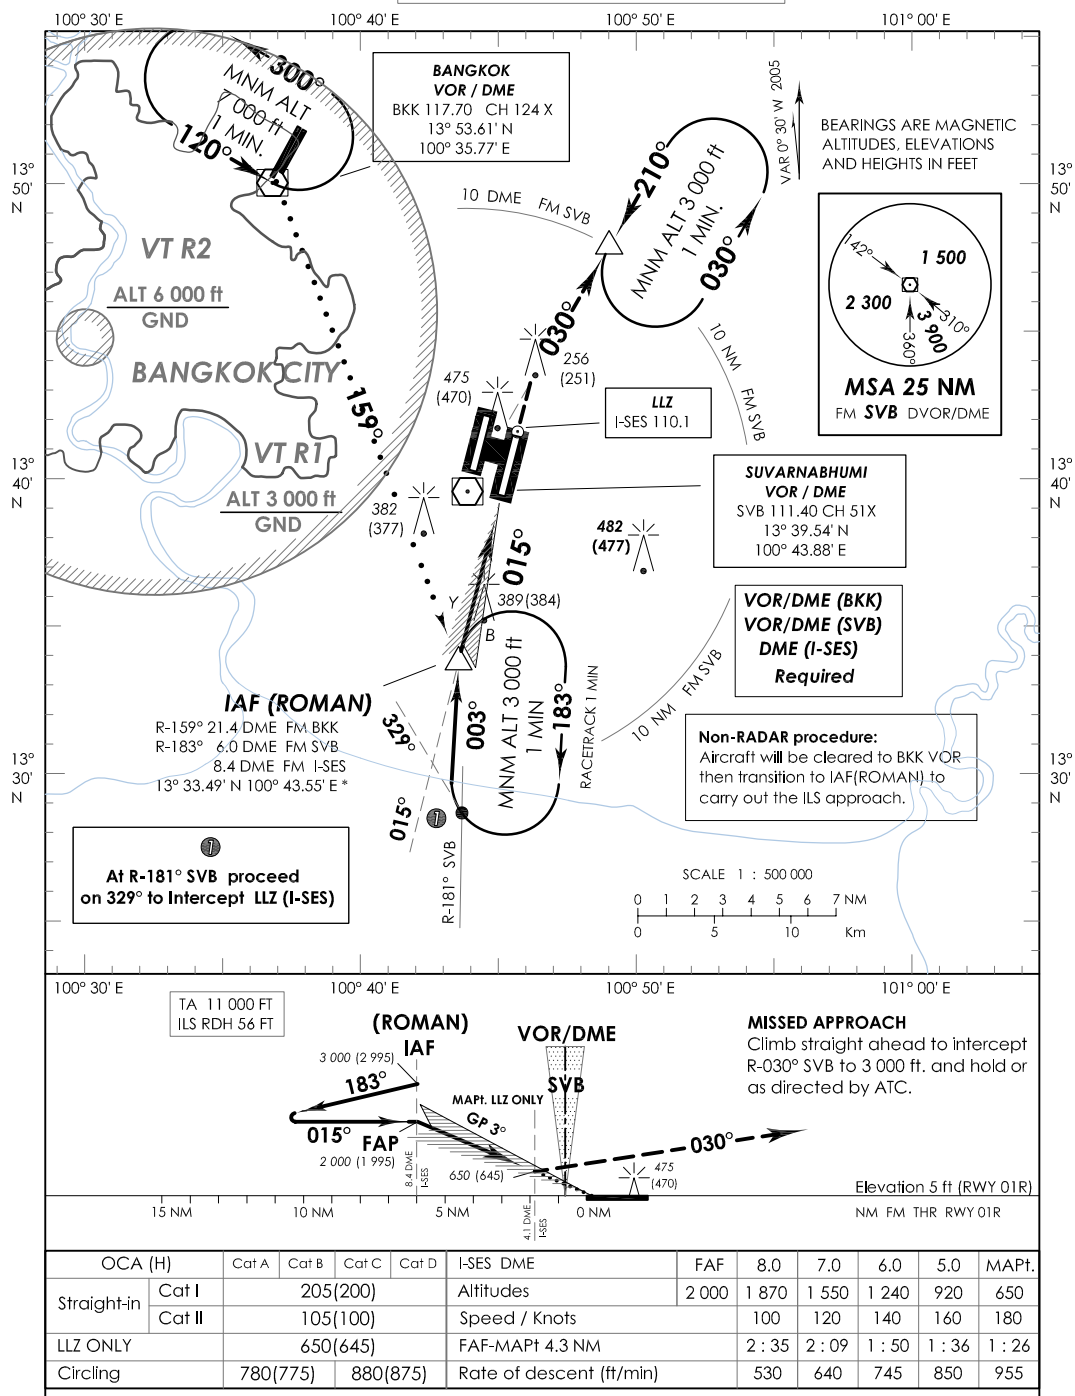 100° 30' E 100° 40' E 100° 50' E 101° 00' E
300°
MNM ALT
7 000 ft
1 MIN.
120°
BANGKOK
VOR / DME
BKK 117.70 CH 124 X
13° 53.61' N
100° 35.77' E
VAR 0° 30' W 2005
BEARINGS ARE MAGNETIC
ALTITUDES, ELEVATIONS
AND HEIGHTS IN FEET
13°
50'
N
13°
50'
N
10 DME FM SVB
210°
MNM ALT 3 000 ft
1 MIN.
030°
142°
1 500
2 300
310°
3 900
360°
MSA 25 NM
FM SVB DVOR/DME
VT R2
ALT 6 000 ft
GND
BANGKOK CITY
159°
VT R1
ALT 3 000 ft
GND
030°
256
(251)
475
(470)
10 NM FM SVB
LLZ
I-SES 110.1
13°
40'
N
13°
40'
N
SUVARNABHUMI
VOR / DME
SVB 111.40 CH 51X
13° 39.54' N
100° 43.88' E
382
(377)
482
(477)
015°
389(384)
Y
B
VOR/DME (BKK)
VOR/DME (SVB)
DME (I-SES)
Required
10 NM FM SVB
IAF (ROMAN)
R-159° 21.4 DME FM BKK
R-183° 6.0 DME FM SVB
8.4 DME FM I-SES
13° 33.49' N 100° 43.55' E *
329°
003°
MNM ALT 3 000 ft
1 MIN
183°
RACETRACK 1 MIN
Non-RADAR procedure:
Aircraft will be cleared to BKK VOR
then transition to IAF(ROMAN) to
carry out the ILS approach.
13°
30'
N
13°
30'
N
015°
1
R-181° SVB
1
At R-181° SVB proceed
on 329° to Intercept LLZ (I-SES)
SCALE 1 : 500 000
0 1 2 3 4 5 6 7 NM
0 5 10 Km
100° 30' E 100° 40' E 100° 50' E 101° 00' E
TA 11 000 FT
ILS RDH 56 FT
(ROMAN)
IAF
3 000 (2 995)
183°
015°
FAP
2 000 (1 995)
8.4 DME
I-SES
MAPt. LLZ ONLY
GP 3°
650 (645)
4.1 DME
I-SES
VOR/DME
SVB
030°
475
(470)
MISSED APPROACH
Climb straight ahead to intercept
R-030° SVB to 3 000 ft. and hold or
as directed by ATC.
Elevation 5 ft (RWY 01R)
15 NM 10 NM 5 NM 0 NM NM FM THR RWY 01R
OCA (H) Cat A Cat B Cat C Cat D I-SES DME FAF 8.0 7.0 6.0 5.0 MAPt.
Straight-in Cat I 205(200) Altitudes 2 000 1 870 1 550 1 240 920 650
Cat II 105(100) Speed / Knots 100 120 140 160 180
LLZ ONLY 650(645) FAF-MAPt 4.3 NM 2 : 35 2 : 09 1 : 50 1 : 36 1 : 26
Circling 780(775) 880(875) Rate of descent (ft/min) 530 640 745 850 955